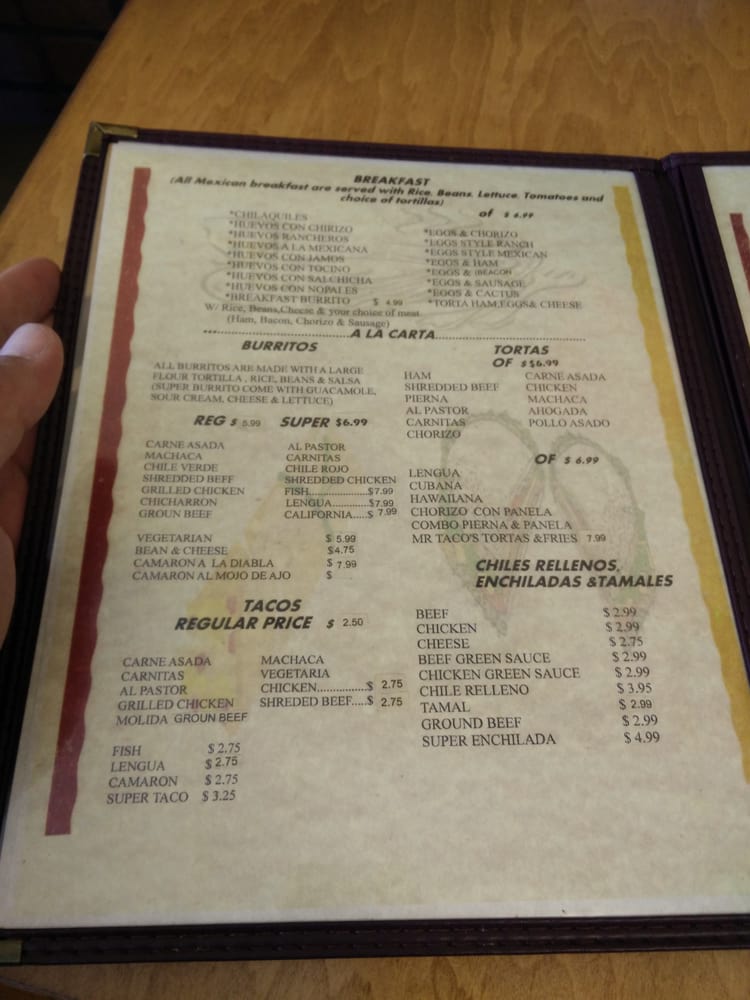 BREAKFAST
(All Mexican breakfast are served with Rice, Beans, Lettuce, Tomatoes and
choice of tortillas)
of $ 6.99
*CHILAQUILES
*HUEVOS CON CHIRIZO
*HUEVOS RANCHEROS
*HUEVOS A LA MEXICANA
*HUEVOS CON JAMOS
*HUEVOS CON TOCINO
*HUEVOS CON SALCHICHA
*HUEVOS CON NOPALES
*BREAKFAST BURRITO $ 4.99
W/ Rice, Beans,Cheese & your choice of meat
(Ham, Bacon, Chorizo & Sausage)
*EGGS & CHORIZO
*EGGS STYLE RANCH
*EGGS STYLE MEXICAN
*EGGS & HAM
*EGGS & (BEACON
*EGGS & SAUSAGE
*EGGS & CACTUS
*TORTA HAM,EGGS& CHEESE
A LA CARTA
BURRITOS
ALL BURRITOS ARE MADE WITH A LARGE
FLOUR TORTILLA , RICE, BEANS & SALSA
(SUPER BURRITO COME WITH GUACAMOLE,
SOUR CREAM, CHEESE & LETTUCE)
REG $ 5.99 SUPER $6.99
CARNE ASADA
MACHACA
CHILE VERDE
SHREDDED BEFF
GRILLED CHICKEN
CHICHARRON
GROUN BEEF
AL PASTOR
CARNITAS
CHILE ROJO
SHREDDED CHICKEN
FISH.....................$7.99
LENGUA.............$7.99
CALIFORNIA.....$ 7.99
VEGETARIAN $ 5.99
BEAN & CHEESE $4.75
CAMARON A LA DIABLA $ 7.99
CAMARON AL MOJO DE AJO $
TACOS
REGULAR PRICE $ 2.50
CARNE ASADA
CARNITAS
AL PASTOR
GRILLED CHICKEN
MOLIDA GROUN BEEF
MACHACA
VEGETARIA
CHICKEN...............$ 2.75
SHREDED BEEF.....$ 2.75
FISH $ 2.75
LENGUA $ 2.75
CAMARON $ 2.75
SUPER TACO $ 3.25
TORTAS
OF $ $6.99
HAM
SHREDDED BEEF
PIERNA
AL PASTOR
CARNITAS
CHORIZO
CARNE ASADA
CHICKEN
MACHACA
AHOGADA
POLLO ASADO
OF $ 6.99
LENGUA
CUBANA
HAWAIIANA
CHORIZO CON PANELA
COMBO PIERNA & PANELA
MR TACO'S TORTAS &FRIES 7.99
CHILES RELLENOS,
ENCHILADAS &TAMALES
BEEF $ 2.99
CHICKEN $ 2.99
CHEESE $ 2.75
BEEF GREEN SAUCE $ 2.99
CHICKEN GREEN SAUCE $ 2.99
CHILE RELLENO $ 3.95
TAMAL $ 2.99
GROUND BEEF $ 2.99
SUPER ENCHILADA $ 4.99